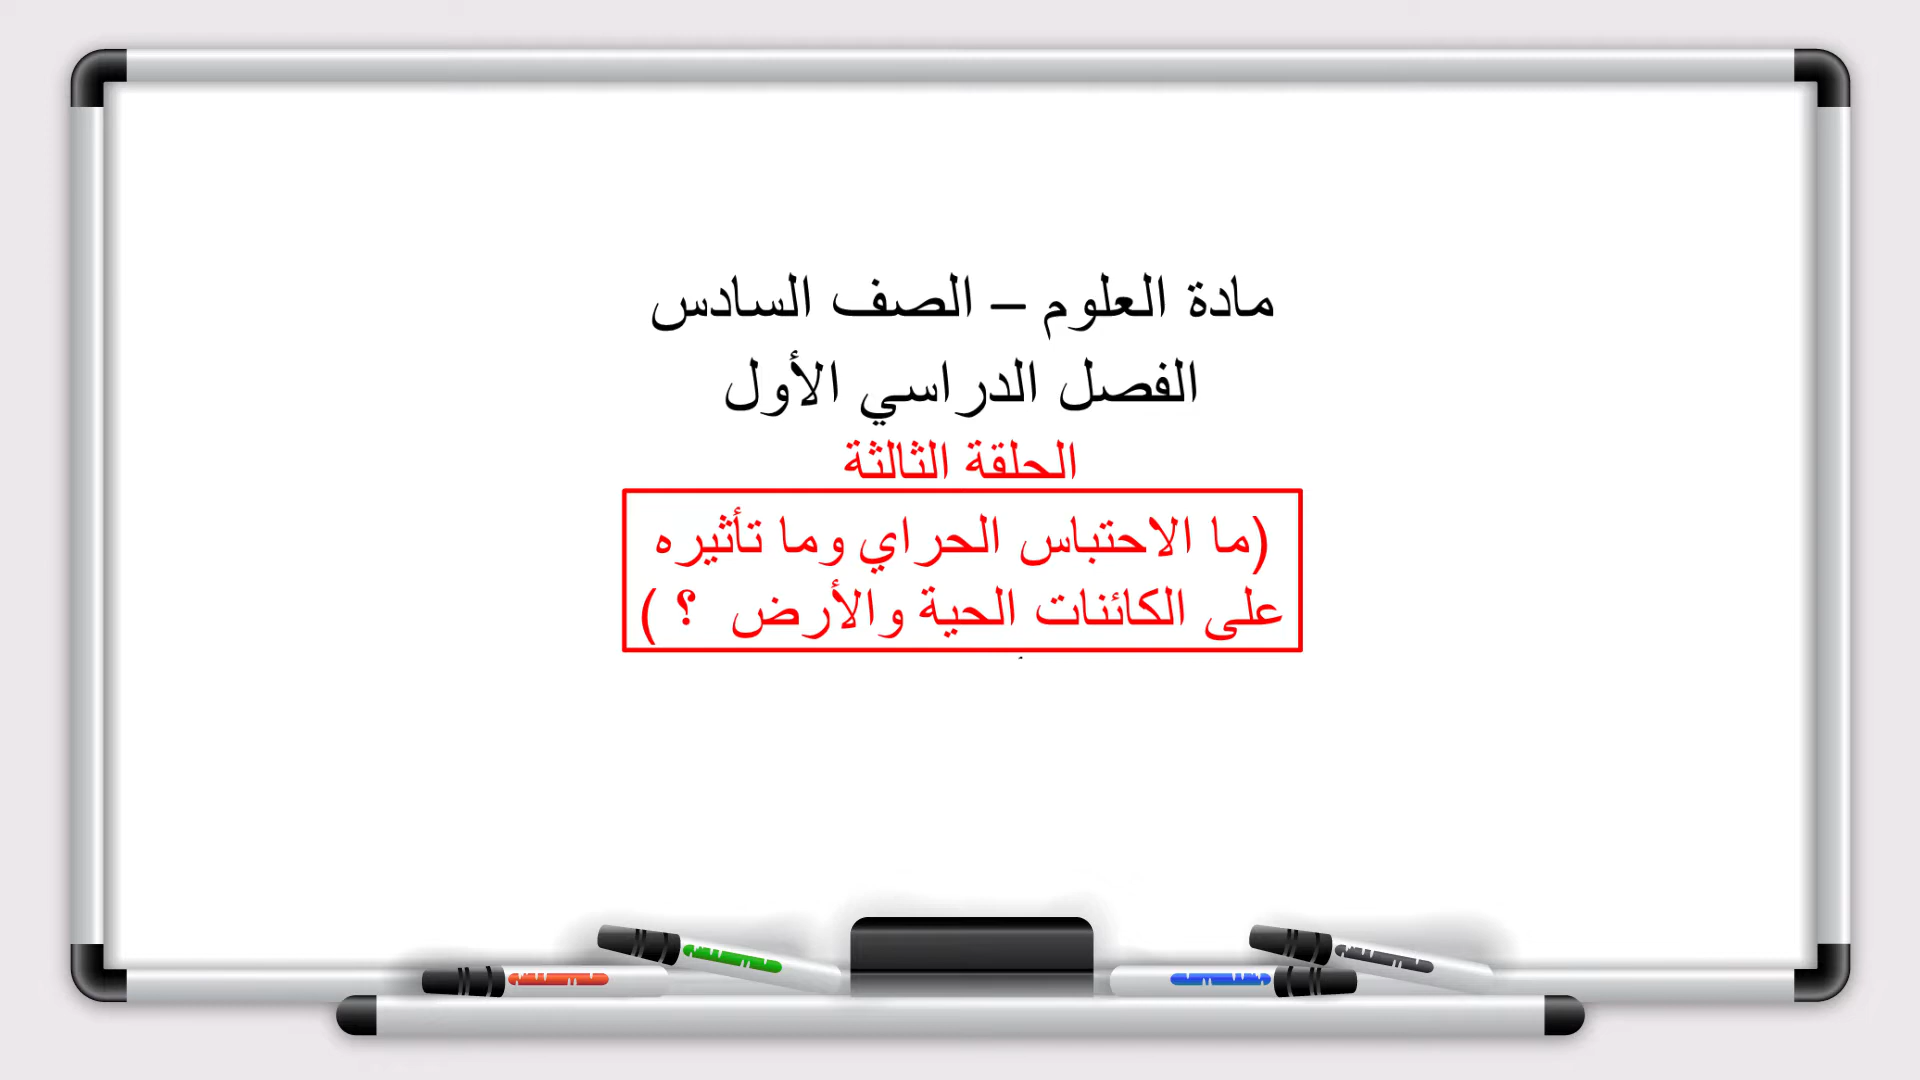 مادة العلوم – الصف السادس
الفصل الدراسي الأول
الحلقة الثالثة
(ما الاحتباس الحراي وما تأثيره
على الكائنات الحية والأرض ؟ )